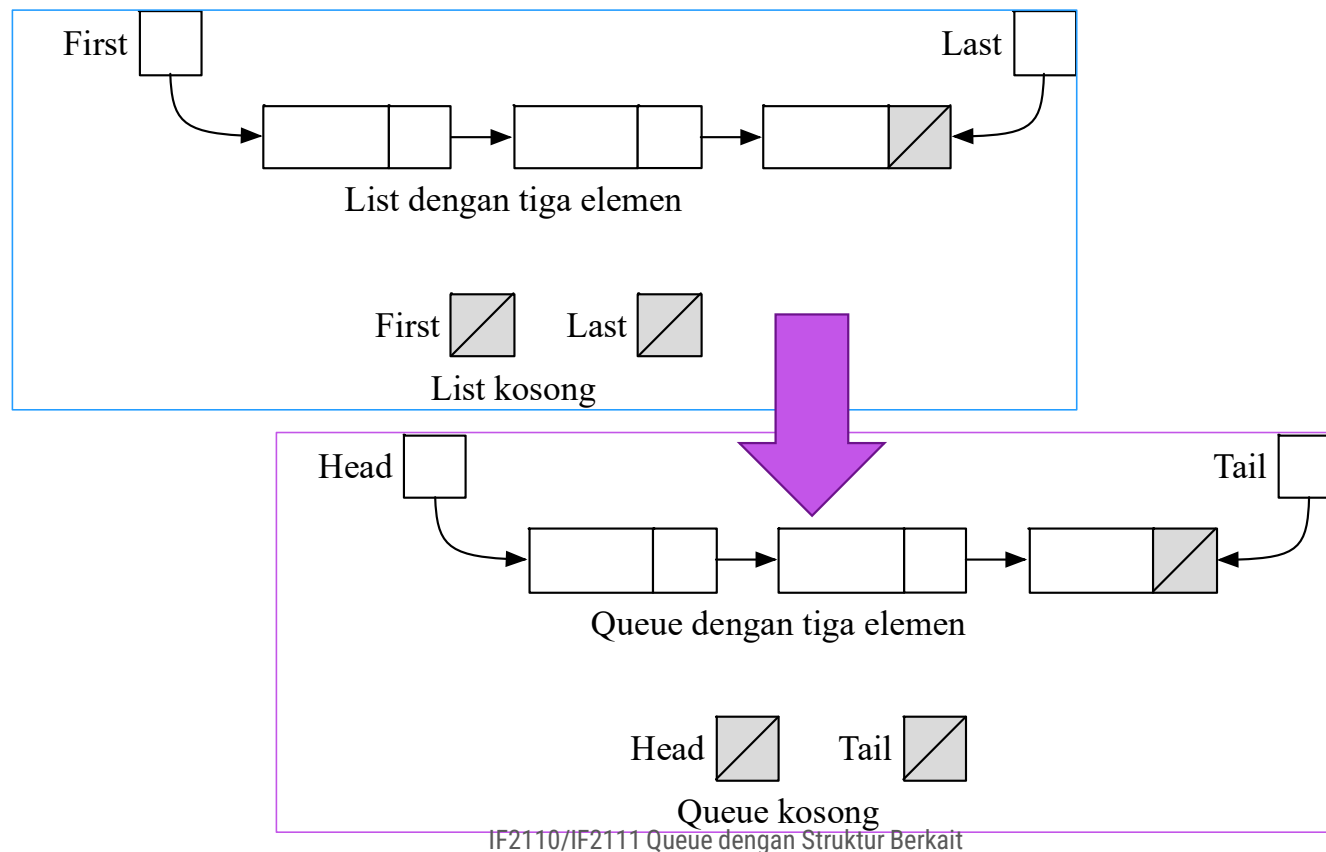 First
Last
List dengan tiga elemen
First
Last
List kosong
Head
Tail
Queue dengan tiga elemen
Head
Tail
Queue kosong
IF2110/IF2111 Queue dengan Struktur Berkait